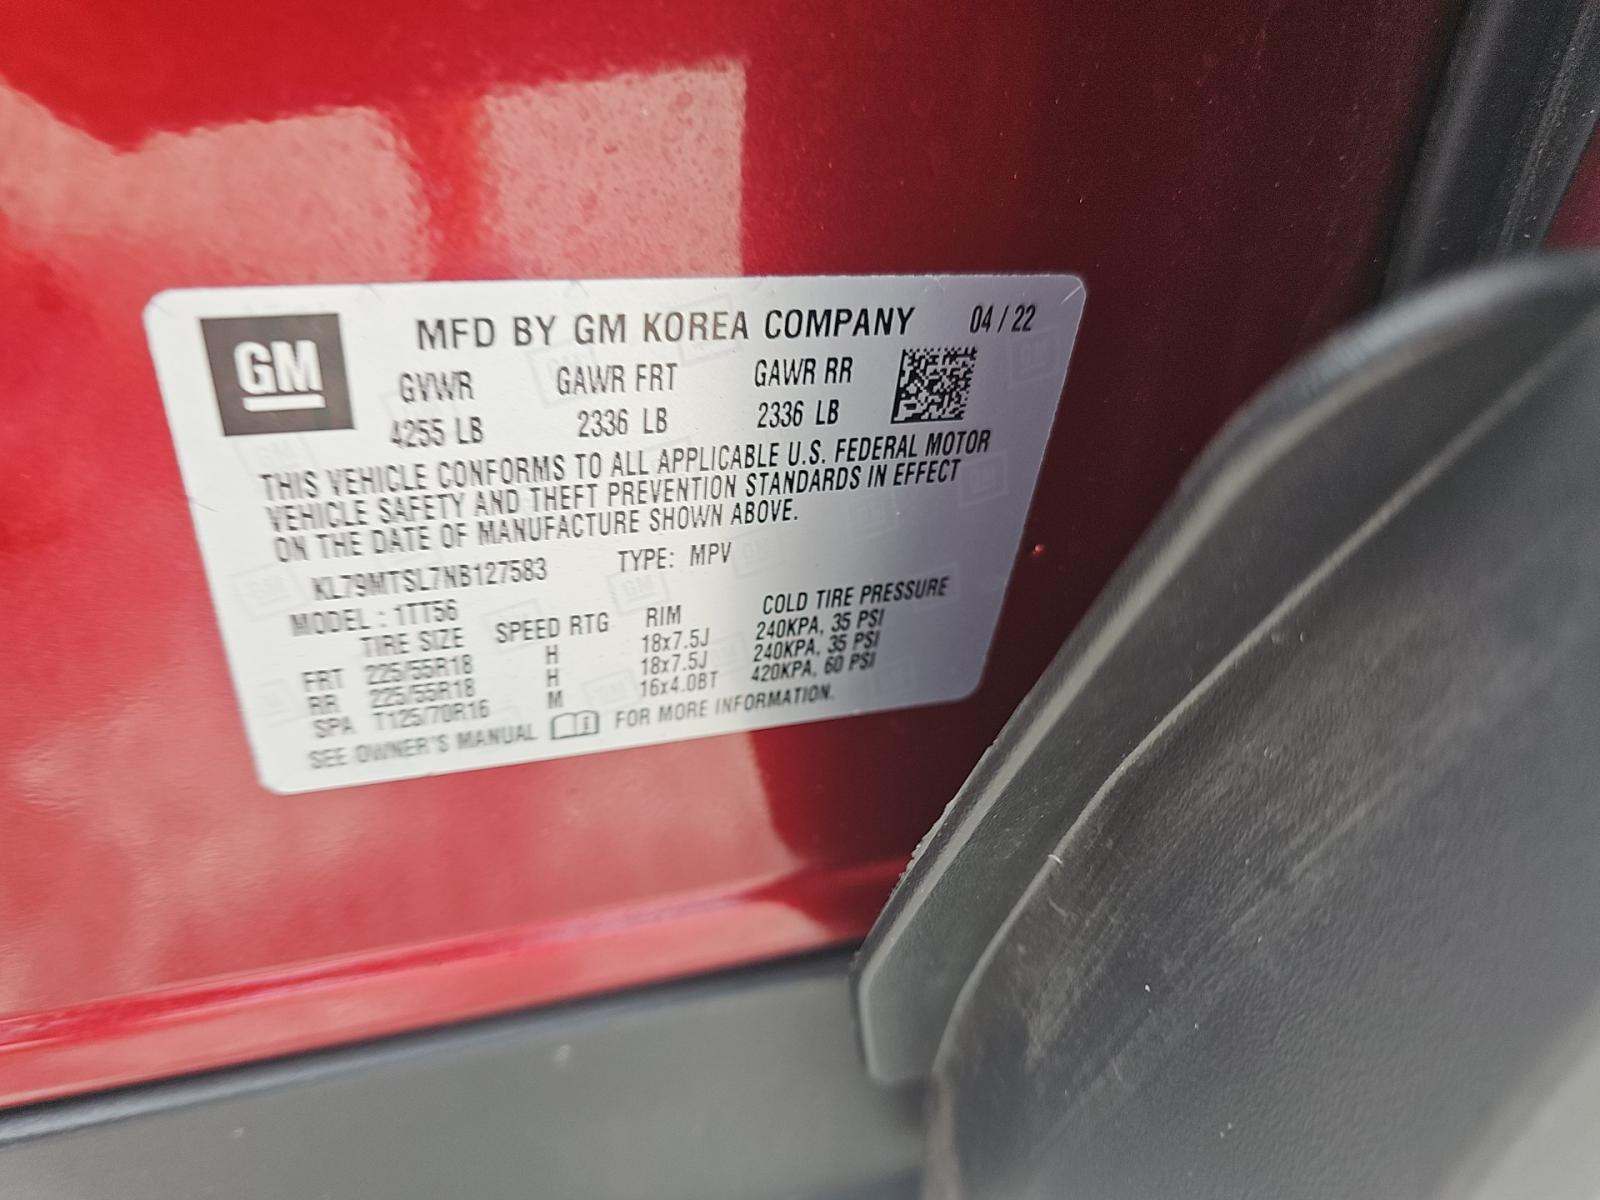 GM
MFD BY GM KOREA COMPANY 04 / 22
GVWR GAWR FRT GAWR RR
4255 LB 2336 LB 2336 LB
THIS VEHICLE CONFORMS TO ALL APPLICABLE U.S. FEDERAL MOTOR
VEHICLE SAFETY AND THEFT PREVENTION STANDARDS IN EFFECT
ON THE DATE OF MANUFACTURE SHOWN ABOVE.
KL79MTSL7NB127583 TYPE: MPV
MODEL : 1TT56
TIRE SIZE SPEED RTG RIM COLD TIRE PRESSURE
FRT 225/55R18 H 18x7.5J 240KPA, 35 PSI
RR 225/55R18 H 18x7.5J 240KPA, 35 PSI
SPA T125/70R16 M 16x4.0BT 420KPA, 60 PSI
SEE OWNER'S MANUAL FOR MORE INFORMATION.